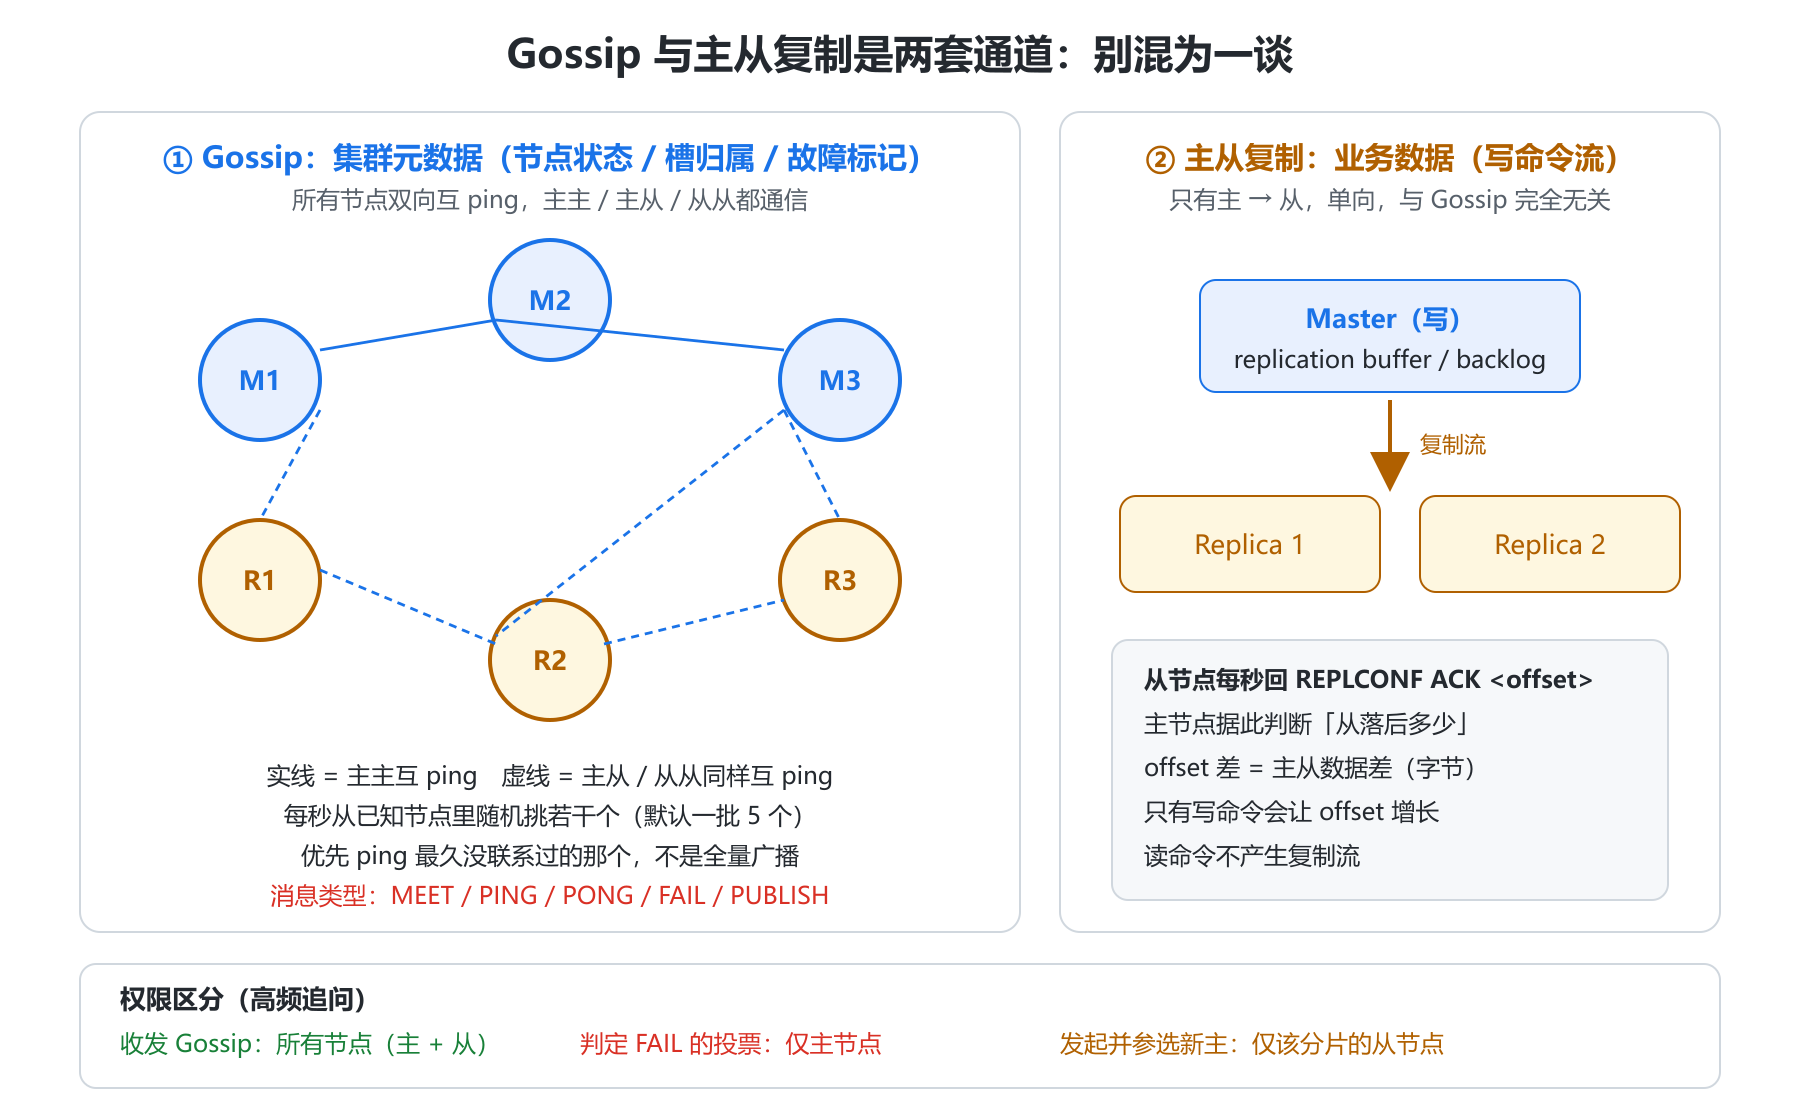 Gossip 与主从复制是两套通道：别混为一谈
① Gossip：集群元数据（节点状态 / 槽归属 / 故障标记）
所有节点双向互 ping，主主 / 主从 / 从从都通信
M2
M1
M3
R1
R3
R2
实线 = 主主互 ping　虚线 = 主从 / 从从同样互 ping
每秒从已知节点里随机挑若干个（默认一批 5 个）
优先 ping 最久没联系过的那个，不是全量广播
消息类型：MEET / PING / PONG / FAIL / PUBLISH
② 主从复制：业务数据（写命令流）
只有主 → 从，单向，与 Gossip 完全无关
Master（写）
replication buffer / backlog
复制流
Replica 1
Replica 2
从节点每秒回 REPLCONF ACK <offset>
主节点据此判断「从落后多少」
offset 差 = 主从数据差（字节）
只有写命令会让 offset 增长
读命令不产生复制流
权限区分（高频追问）
收发 Gossip：所有节点（主 + 从）
判定 FAIL 的投票：仅主节点
发起并参选新主：仅该分片的从节点